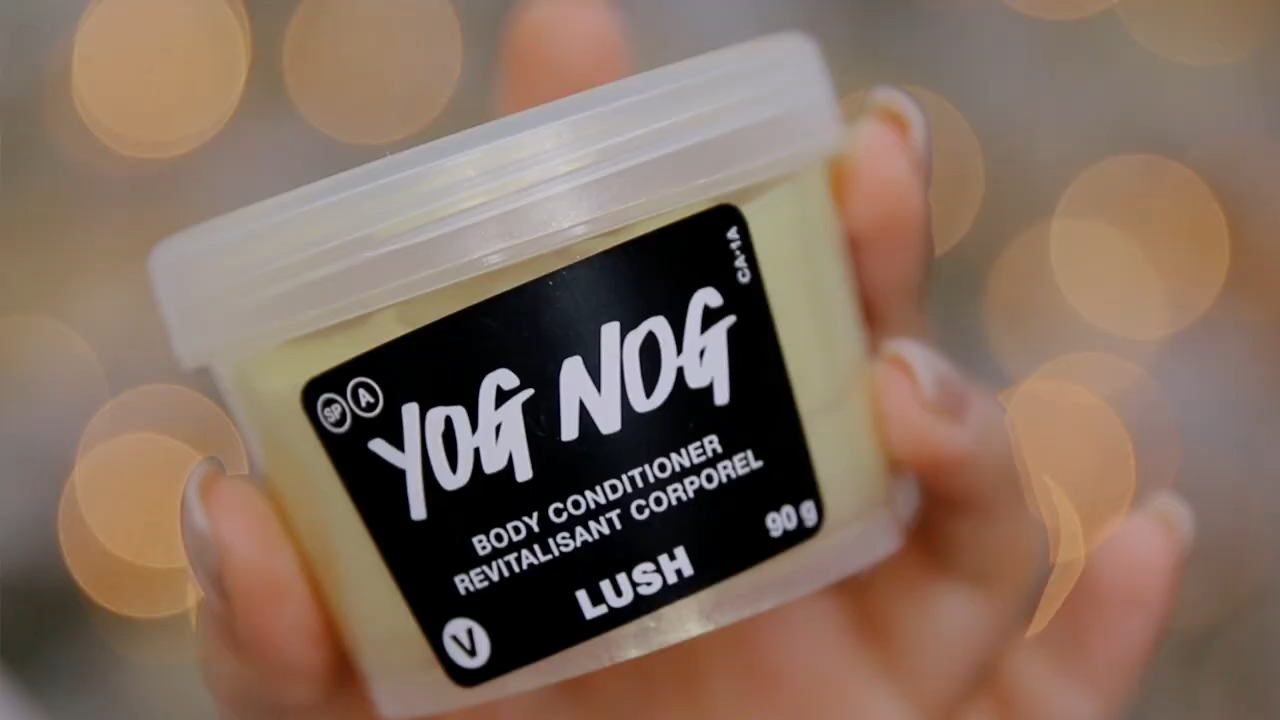 CA-1A
SP A
YOG NOG
BODY CONDITIONER
REVITALISANT CORPOREL
90 g
LUSH
V